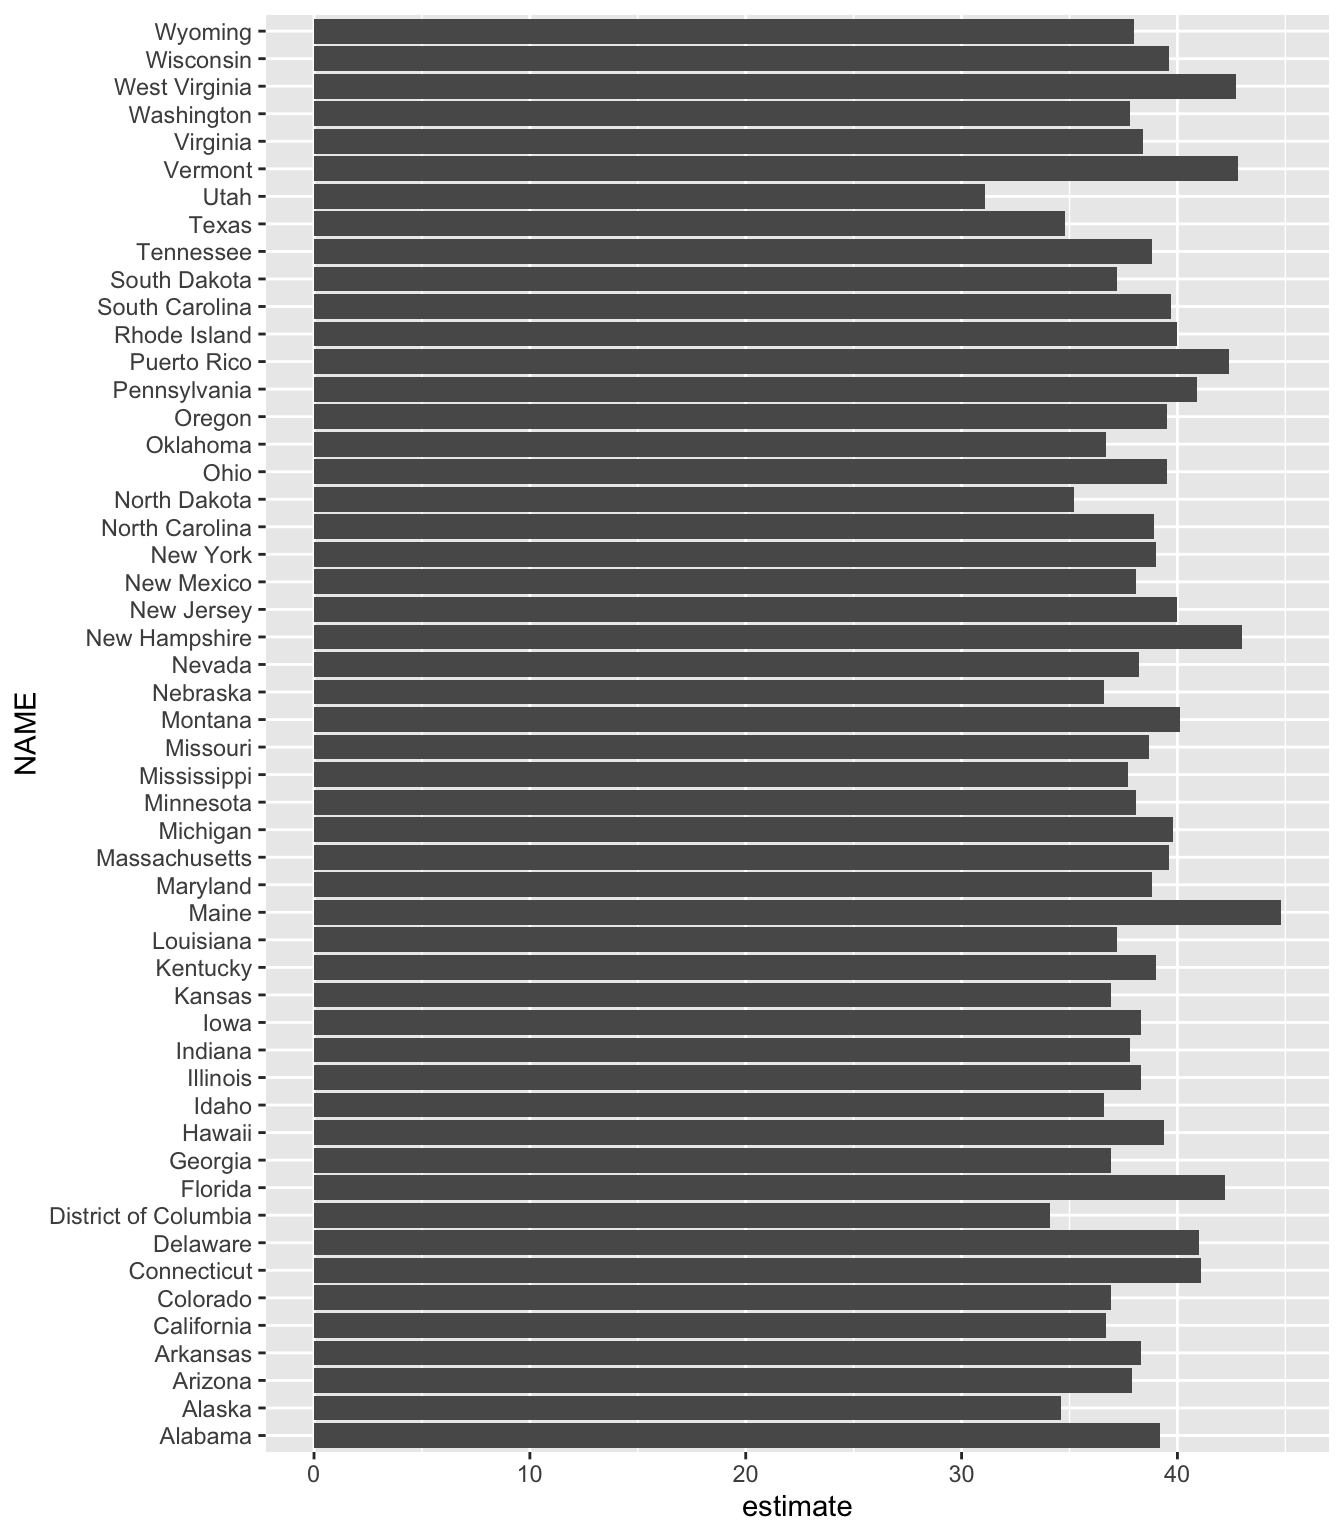 Wyoming
Wisconsin
West Virginia
Washington
Virginia
Vermont
Utah
Texas
Tennessee
South Dakota
South Carolina
Rhode Island
Puerto Rico
Pennsylvania
Oregon
Oklahoma
Ohio
North Dakota
North Carolina
New York
New Mexico
New Jersey
New Hampshire
Nevada
Nebraska
Montana
Missouri
Mississippi
Minnesota
Michigan
Massachusetts
Maryland
Maine
Louisiana
Kentucky
Kansas
Iowa
Indiana
Illinois
Idaho
Hawaii
Georgia
Florida
District of Columbia
Delaware
Connecticut
Colorado
California
Arkansas
Arizona
Alaska
Alabama
NAME
0 10 20 30 40
estimate